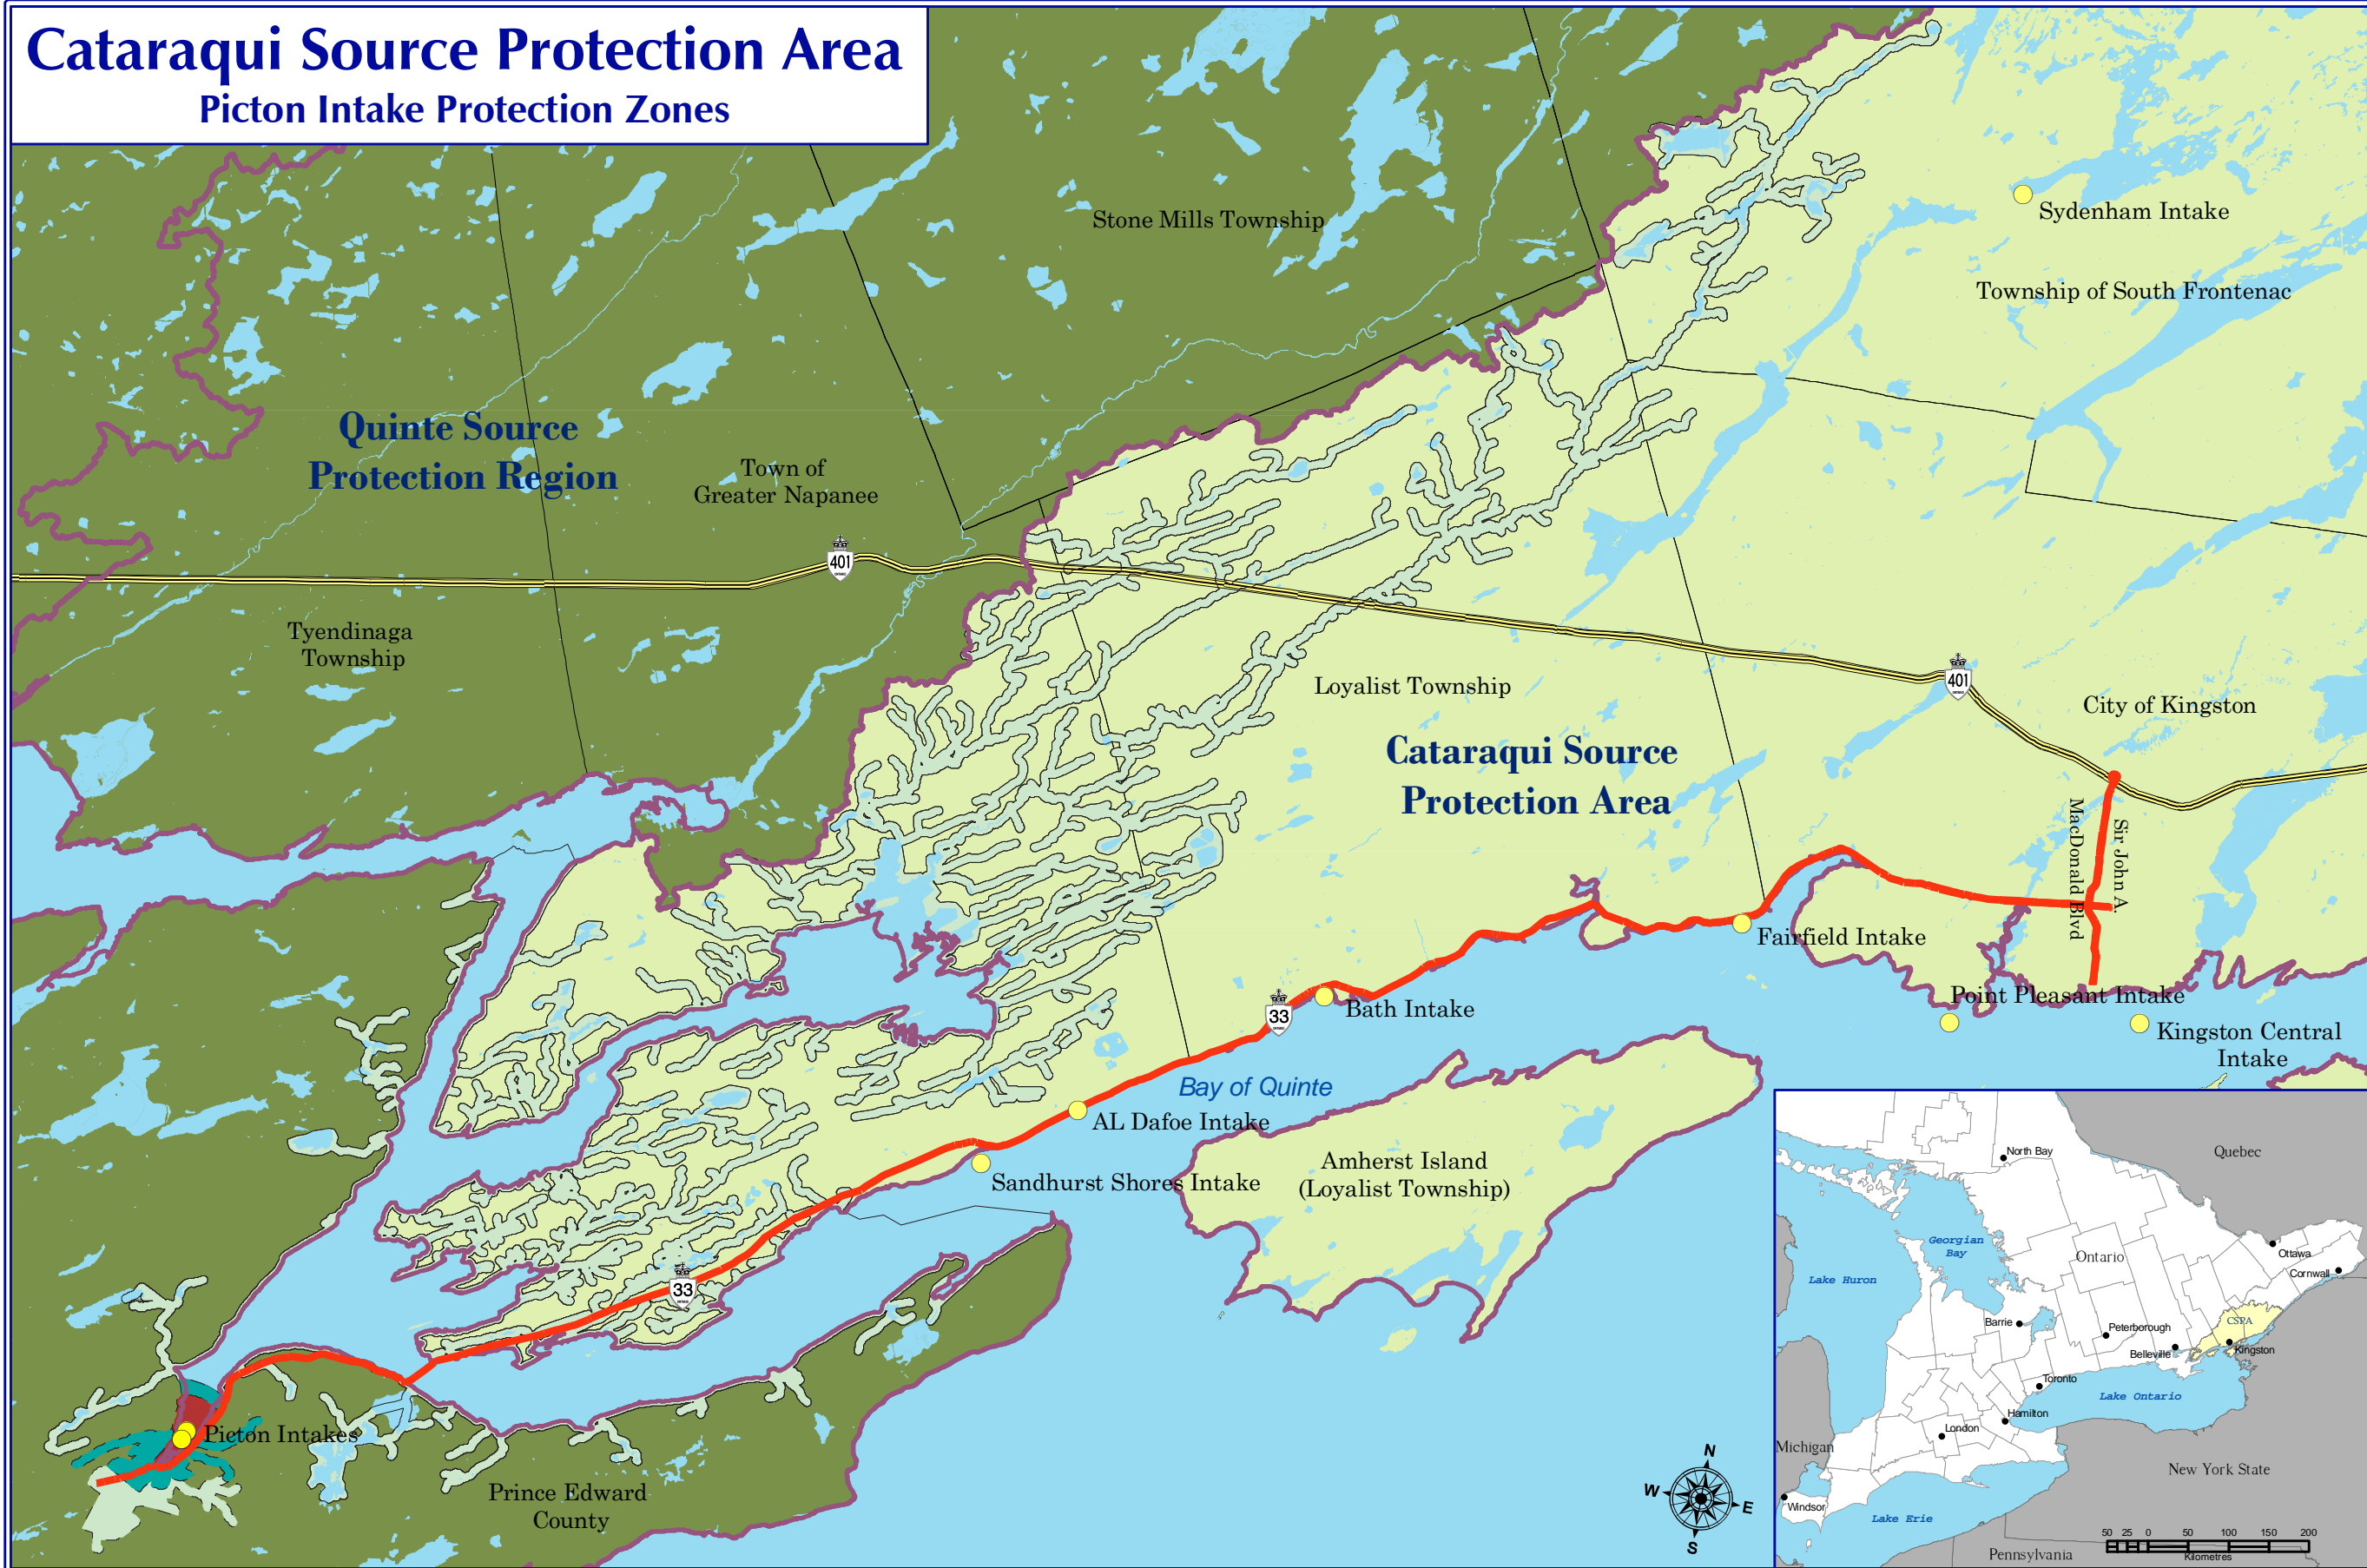 Cataraqui Source Protection Area
Picton Intake Protection Zones
Stone Mills Township
Sydenham Intake
Township of South Frontenac
Quinte Source
Protection Region
Town of
Greater Napanee
401
Tyendinaga
Township
Loyalist Township
401
City of Kingston
Cataraqui Source
Protection Area
Sir John A.
MacDonald Blvd
Fairfield Intake
Point Pleasant Intake
Bath Intake
33
Kingston Central
Intake
Bay of Quinte
AL Dafoe Intake
Sandhurst Shores Intake
Amherst Island
(Loyalist Township)
33
Picton Intakes
Prince Edward
County
N
W
E
S
North Bay
Quebec
Georgian
Bay
Ontario
Ottawa
Lake Huron
Cornwall
CSPA
Barrie
Peterborough
Belleville
Kingston
Toronto
Lake Ontario
Hamilton
London
Michigan
New York State
Windsor
Lake Erie
Pennsylvania
50 25 0 50 100 150 200
Kilometres